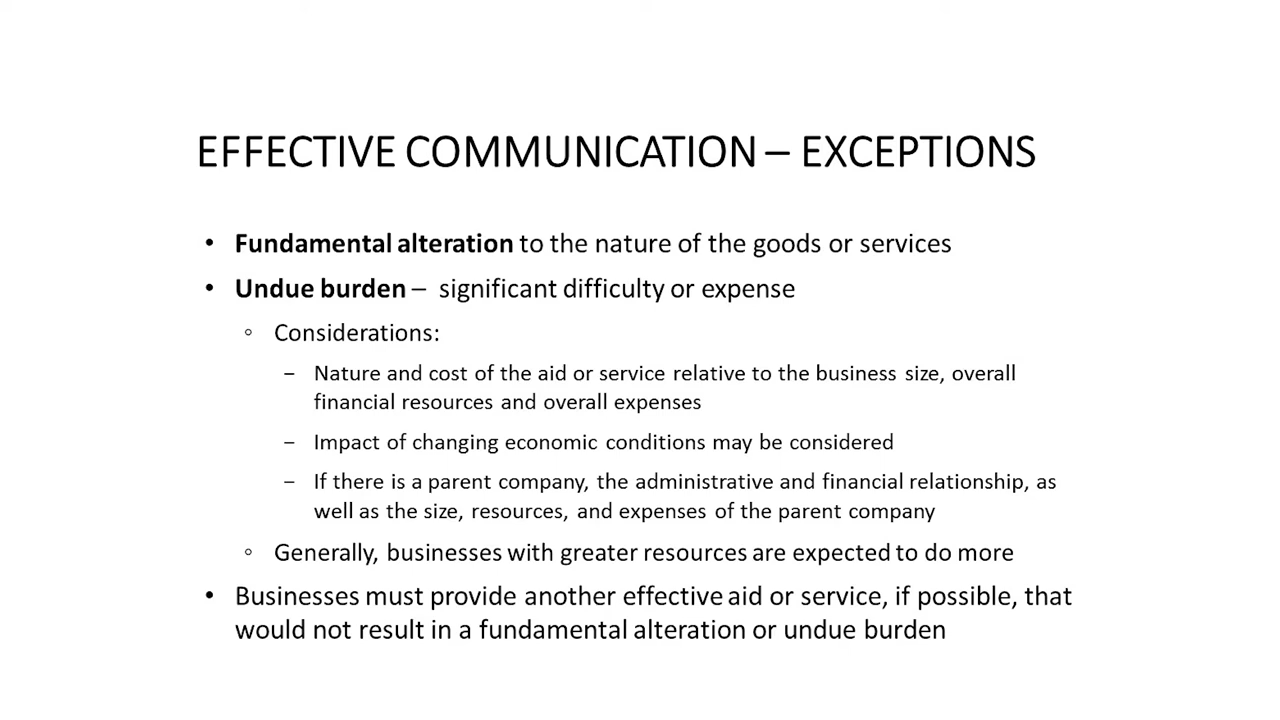 EFFECTIVE COMMUNICATION – EXCEPTIONS
• Fundamental alteration to the nature of the goods or services
• Undue burden – significant difficulty or expense
◦ Considerations:
– Nature and cost of the aid or service relative to the business size, overall
financial resources and overall expenses
– Impact of changing economic conditions may be considered
– If there is a parent company, the administrative and financial relationship, as
well as the size, resources, and expenses of the parent company
◦ Generally, businesses with greater resources are expected to do more
• Businesses must provide another effective aid or service, if possible, that
would not result in a fundamental alteration or undue burden